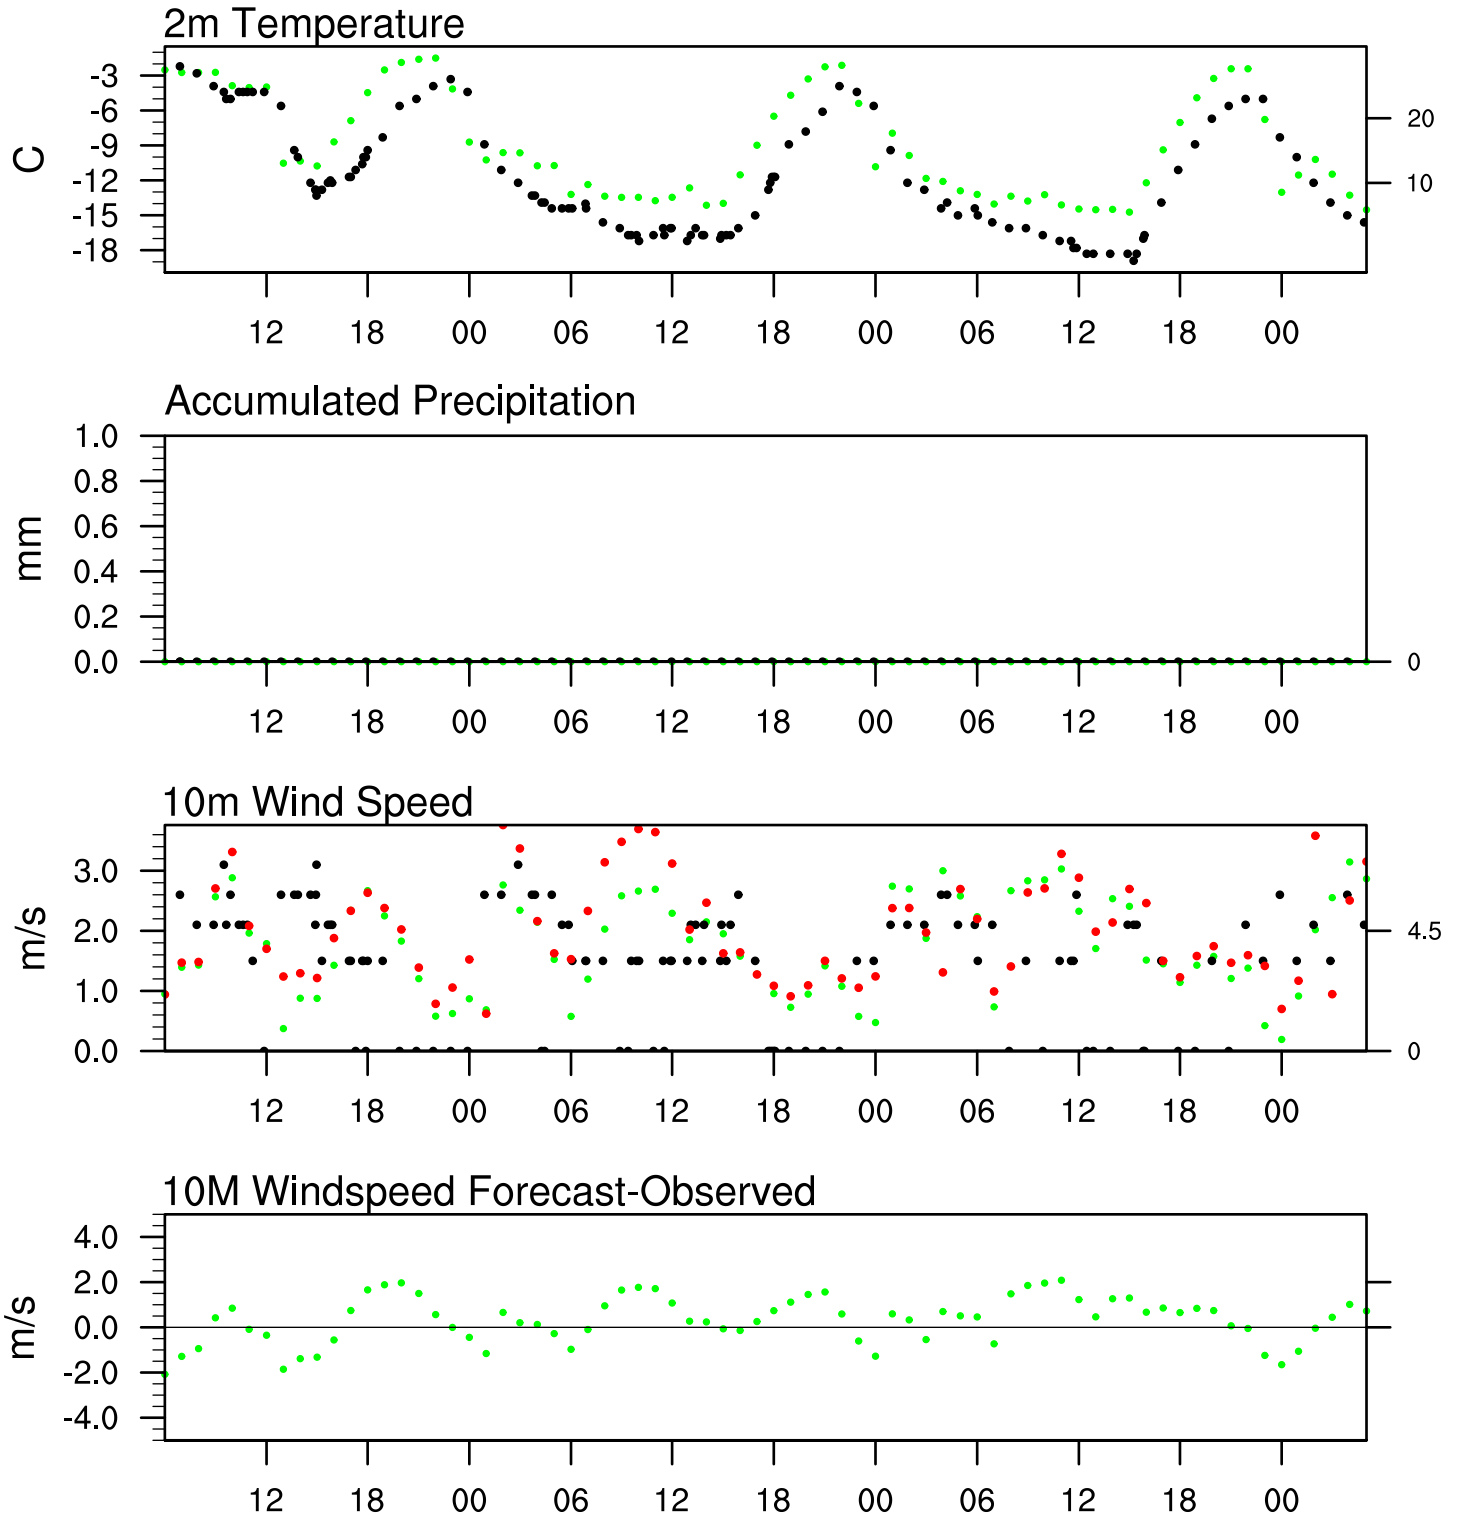 2m Temperature
-3
-6
-9
-12
-15
-18
C
20
10
12 18 00 06 12 18 00 06 12 18 00
Accumulated Precipitation
1.0
0.8
0.6
0.4
0.2
0.0
mm
0
12 18 00 06 12 18 00 06 12 18 00
10m Wind Speed
3.0
2.0
1.0
0.0
m/s
4.5
0
12 18 00 06 12 18 00 06 12 18 00
10M Windspeed Forecast-Observed
4.0
2.0
0.0
-2.0
-4.0
m/s
12 18 00 06 12 18 00 06 12 18 00